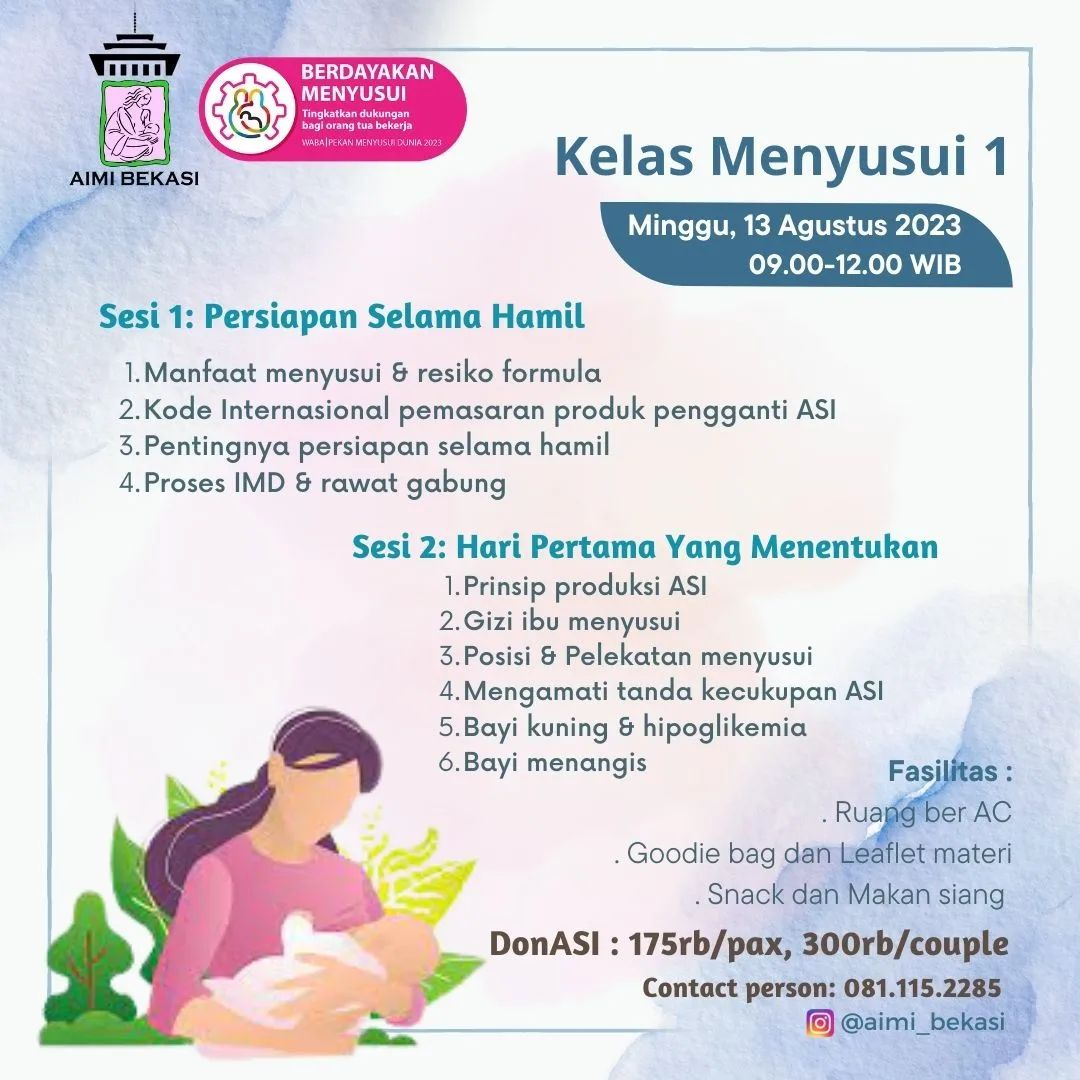 AIMI BEKASI
BERDAYAKAN
MENYUSUI
Tingkatkan dukungan
bagi orang tua bekerja
WABA|PEKAN MENYUSUI DUNIA 2023
Kelas Menyusui 1
Minggu, 13 Agustus 2023
09.00-12.00 WIB
Sesi 1: Persiapan Selama Hamil
1. Manfaat menyusui & resiko formula
2. Kode Internasional pemasaran produk pengganti ASI
3. Pentingnya persiapan selama hamil
4. Proses IMD & rawat gabung
Sesi 2: Hari Pertama Yang Menentukan
1. Prinsip produksi ASI
2. Gizi ibu menyusui
3. Posisi & Pelekatan menyusui
4. Mengamati tanda kecukupan ASI
5. Bayi kuning & hipoglikemia
6. Bayi menangis
Fasilitas :
. Ruang ber AC
. Goodie bag dan Leaflet materi
. Snack dan Makan siang
DonASI : 175rb/pax, 300rb/couple
Contact person: 081.115.2285
@aimi_bekasi